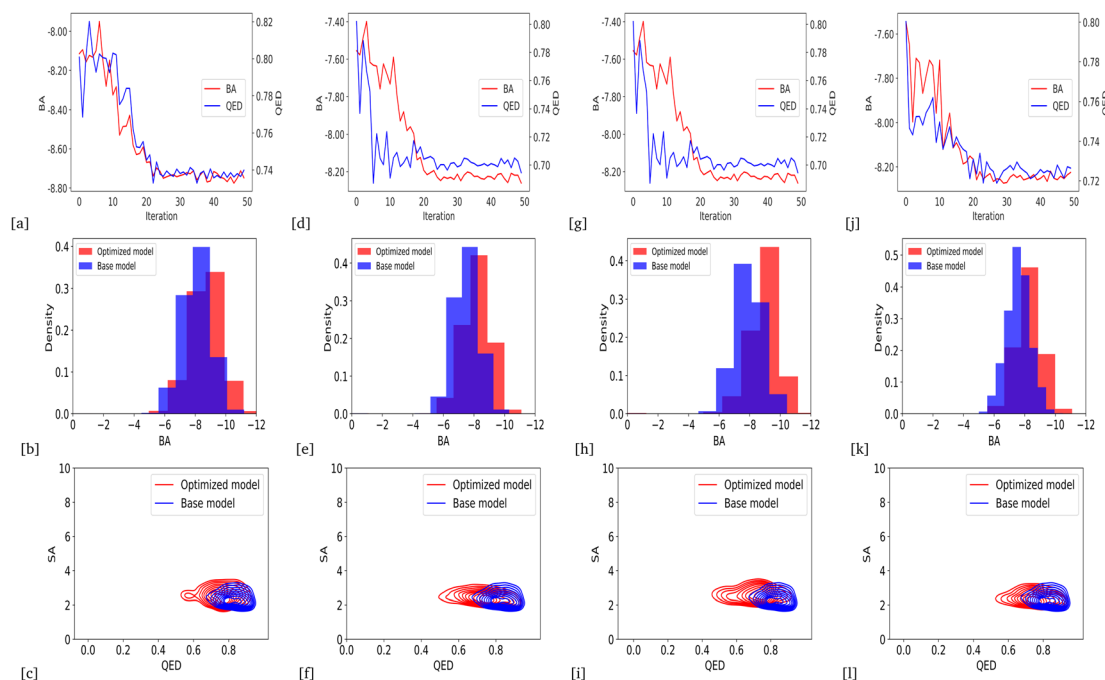 -8.00
-8.20
-8.40
-8.60
-8.80
BA
0.82
0.80
0.78
0.76
0.74
QED
BA
QED
0 10 20 30 40 50
Iteration
[a]
-7.40
-7.60
-7.80
-8.00
-8.20
BA
0.80
0.78
0.76
0.74
0.72
0.70
QED
BA
QED
0 10 20 30 40 50
Iteration
[d]
-7.40
-7.60
-7.80
-8.00
-8.20
BA
0.80
0.78
0.76
0.74
0.72
0.70
QED
BA
QED
0 10 20 30 40 50
Iteration
[g]
-7.60
-7.80
-8.00
-8.20
BA
0.80
0.78
0.76
0.74
0.72
QED
BA
QED
0 10 20 30 40 50
Iteration
[j]
0.4
0.3
0.2
0.1
0.0
Density
Optimized model
Base model
0 −2 −4 −6 −8 −10 −12
BA
[b]
0.4
0.3
0.2
0.1
0.0
Density
Optimized model
Base model
0 −2 −4 −6 −8 −10 −12
BA
[e]
0.4
0.3
0.2
0.1
0.0
Density
Optimized model
Base model
0 −2 −4 −6 −8 −10 −12
BA
[h]
0.5
0.4
0.3
0.2
0.1
0.0
Density
Optimized model
Base model
0 −2 −4 −6 −8 −10 −12
BA
[k]
10
8
6
4
2
0
SA
Optimized model
Base model
0.0 0.2 0.4 0.6 0.8
QED
[c]
10
8
6
4
2
0
SA
Optimized model
Base model
0.0 0.2 0.4 0.6 0.8
QED
[f]
10
8
6
4
2
0
SA
Optimized model
Base model
0.0 0.2 0.4 0.6 0.8
QED
[i]
10
8
6
4
2
0
SA
Optimized model
Base model
0.0 0.2 0.4 0.6 0.8
QED
[l]